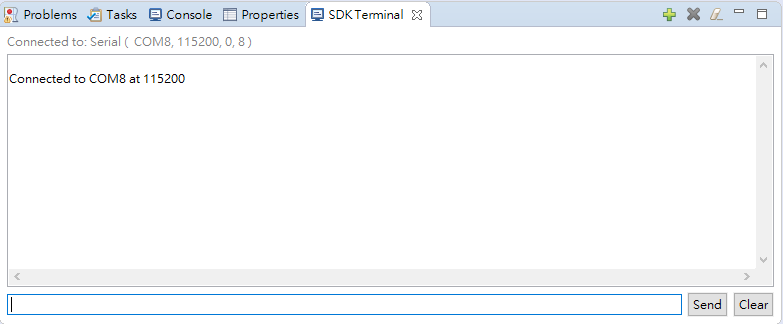 Problems Tasks Console Properties SDK Terminal
Connected to: Serial ( COM8, 115200, 0, 8 )
Connected to COM8 at 115200
Send Clear